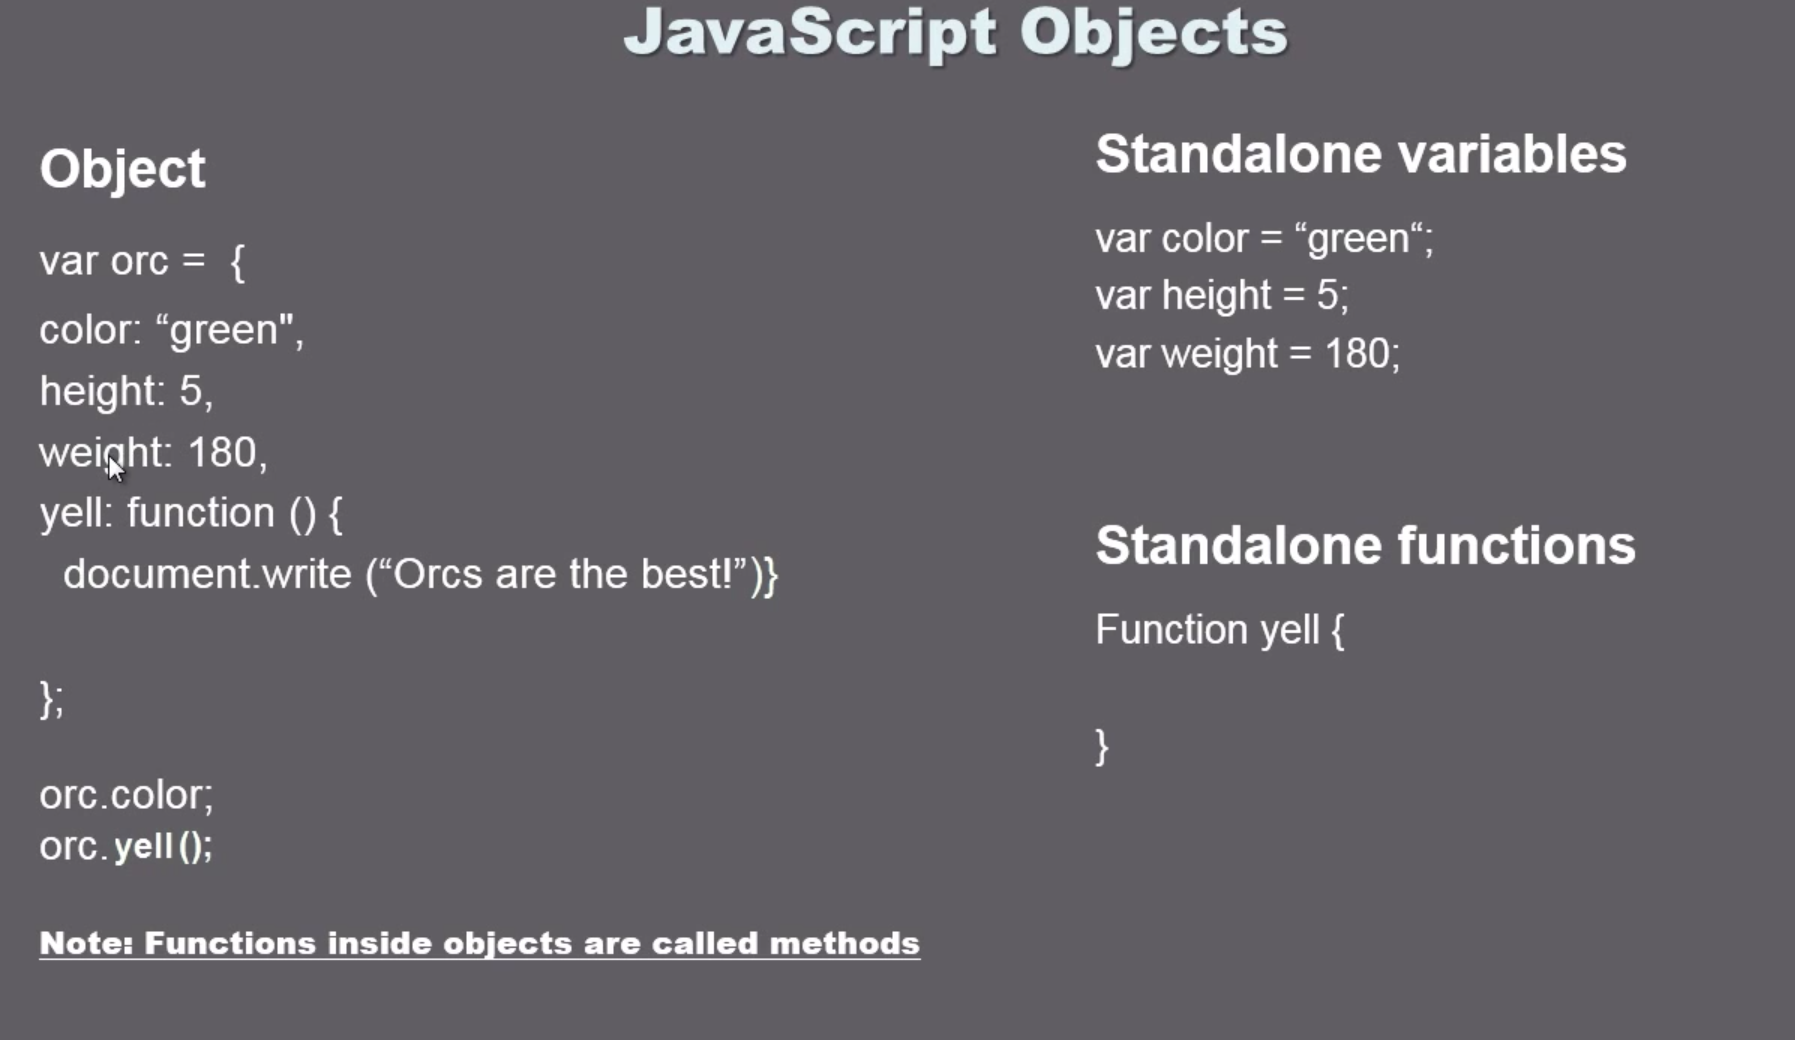 JavaScript Objects
Object
var orc =  {
color: “green",
height: 5,
weight: 180,
yell: function () {
document.write (“Orcs are the best!”)}
};
orc.color;
orc. yell();
Note: Functions inside objects are called methods
Standalone variables
var color = “green“;
var height = 5;
var weight = 180;
Standalone functions
Function yell {
}